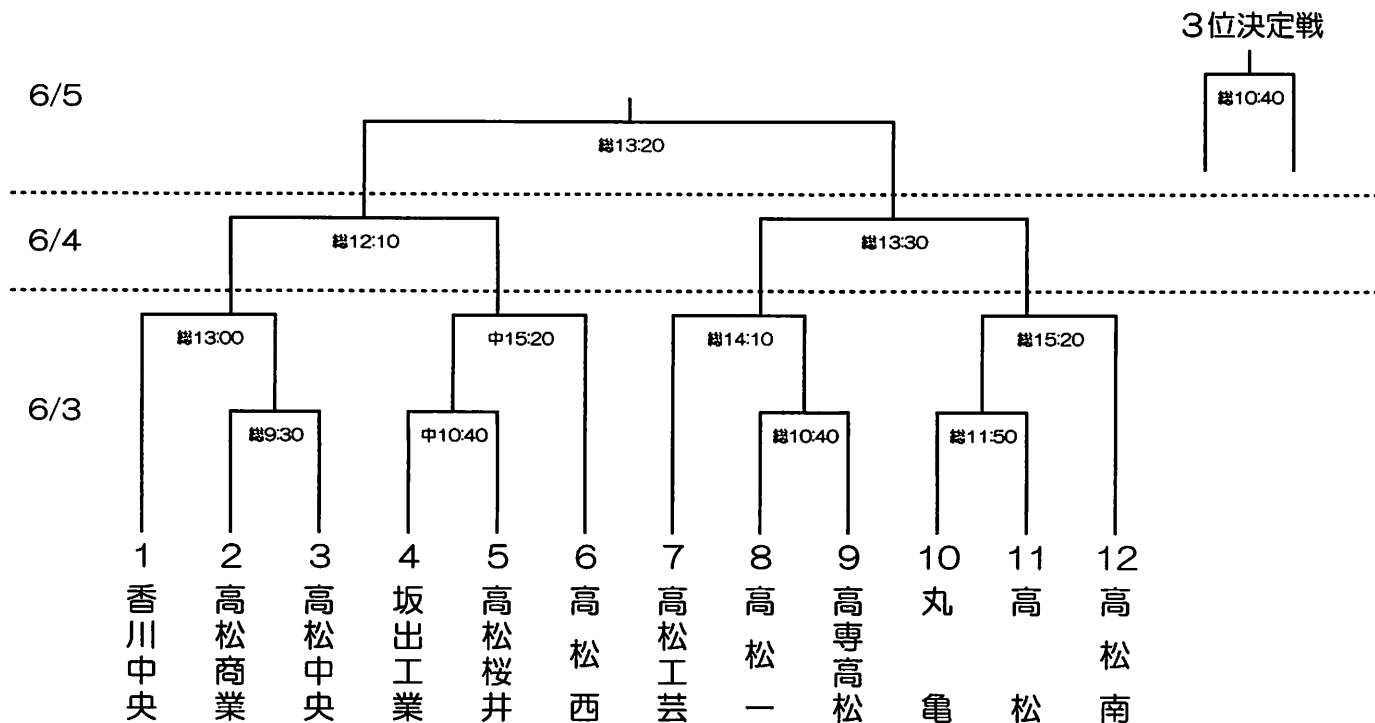 3位決定戦
6/5
総10:40
総13:20
6/4
総12:10
総13:30
総13:00
中15:20
総14:10
総15:20
6/3
総9:30
中10:40
総10:40
総11:50
1
2
3
4
5
6
7
8
9
10
11
12
香川中央
高松商業
高松中央
坂出工業
高松桜井
高松西
高松工芸
高松一
高専高松
丸亀
高松
高松南